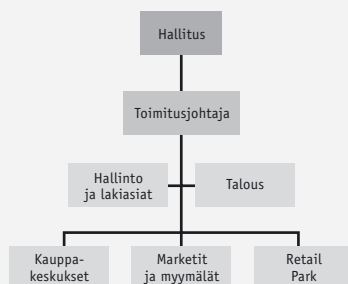 Hallitus
Toimitusjohtaja
Hallinto
ja lakiasiat
Talous
Kauppa-
keskukset
Marketit
ja myymälät
Retail
Park